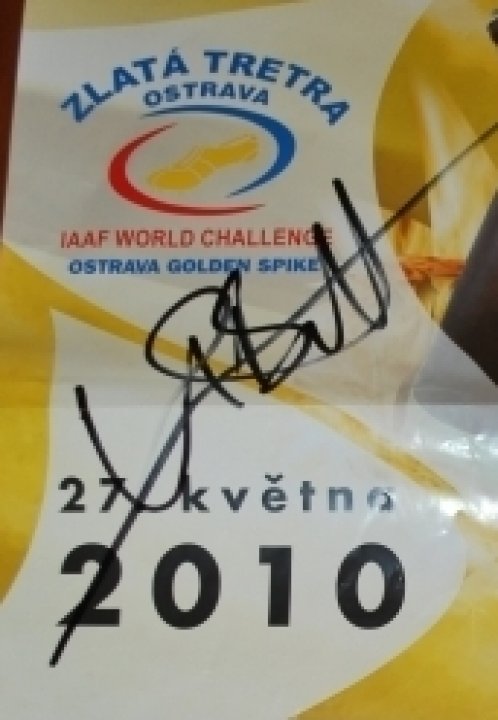 ZLATÁ TRETRA
OSTRAVA
IAAF WORLD CHALLENGE
OSTRAVA GOLDEN SPIKE
27 května
2010